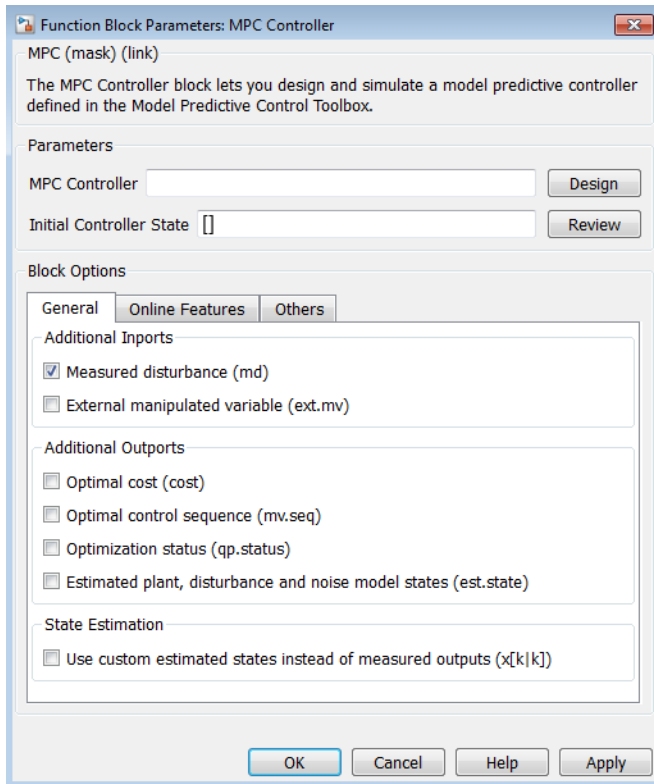 Function Block Parameters: MPC Controller
MPC (mask) (link)
The MPC Controller block lets you design and simulate a model predictive controller
defined in the Model Predictive Control Toolbox.
Parameters
MPC Controller Design
Initial Controller State [] Review
Block Options
General Online Features Others
Additional Inports
Measured disturbance (md)
External manipulated variable (ext.mv)
Additional Outports
Optimal cost (cost)
Optimal control sequence (mv.seq)
Optimization status (qp.status)
Estimated plant, disturbance and noise model states (est.state)
State Estimation
Use custom estimated states instead of measured outputs (x[k|k])
OK Cancel Help Apply